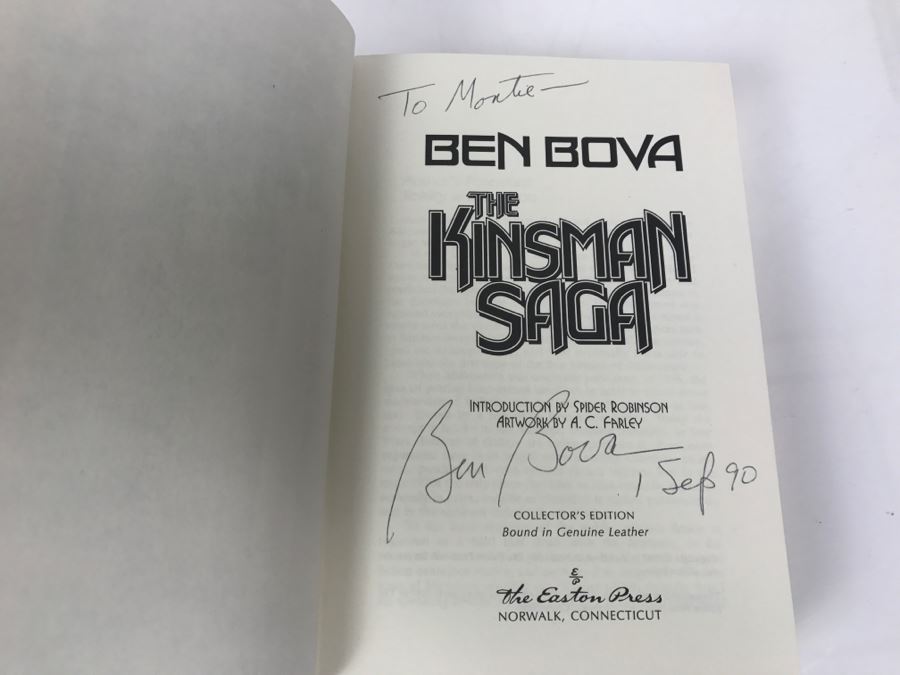 To Montie—
BEN BOVA
THE
KINSMAN
SAGA
INTRODUCTION BY SPIDER ROBINSON
ARTWORK BY A. C. FARLEY
Ben Bova
1 Sep 90
COLLECTOR'S EDITION
Bound in Genuine Leather
E/P
The Easton Press
NORWALK, CONNECTICUT